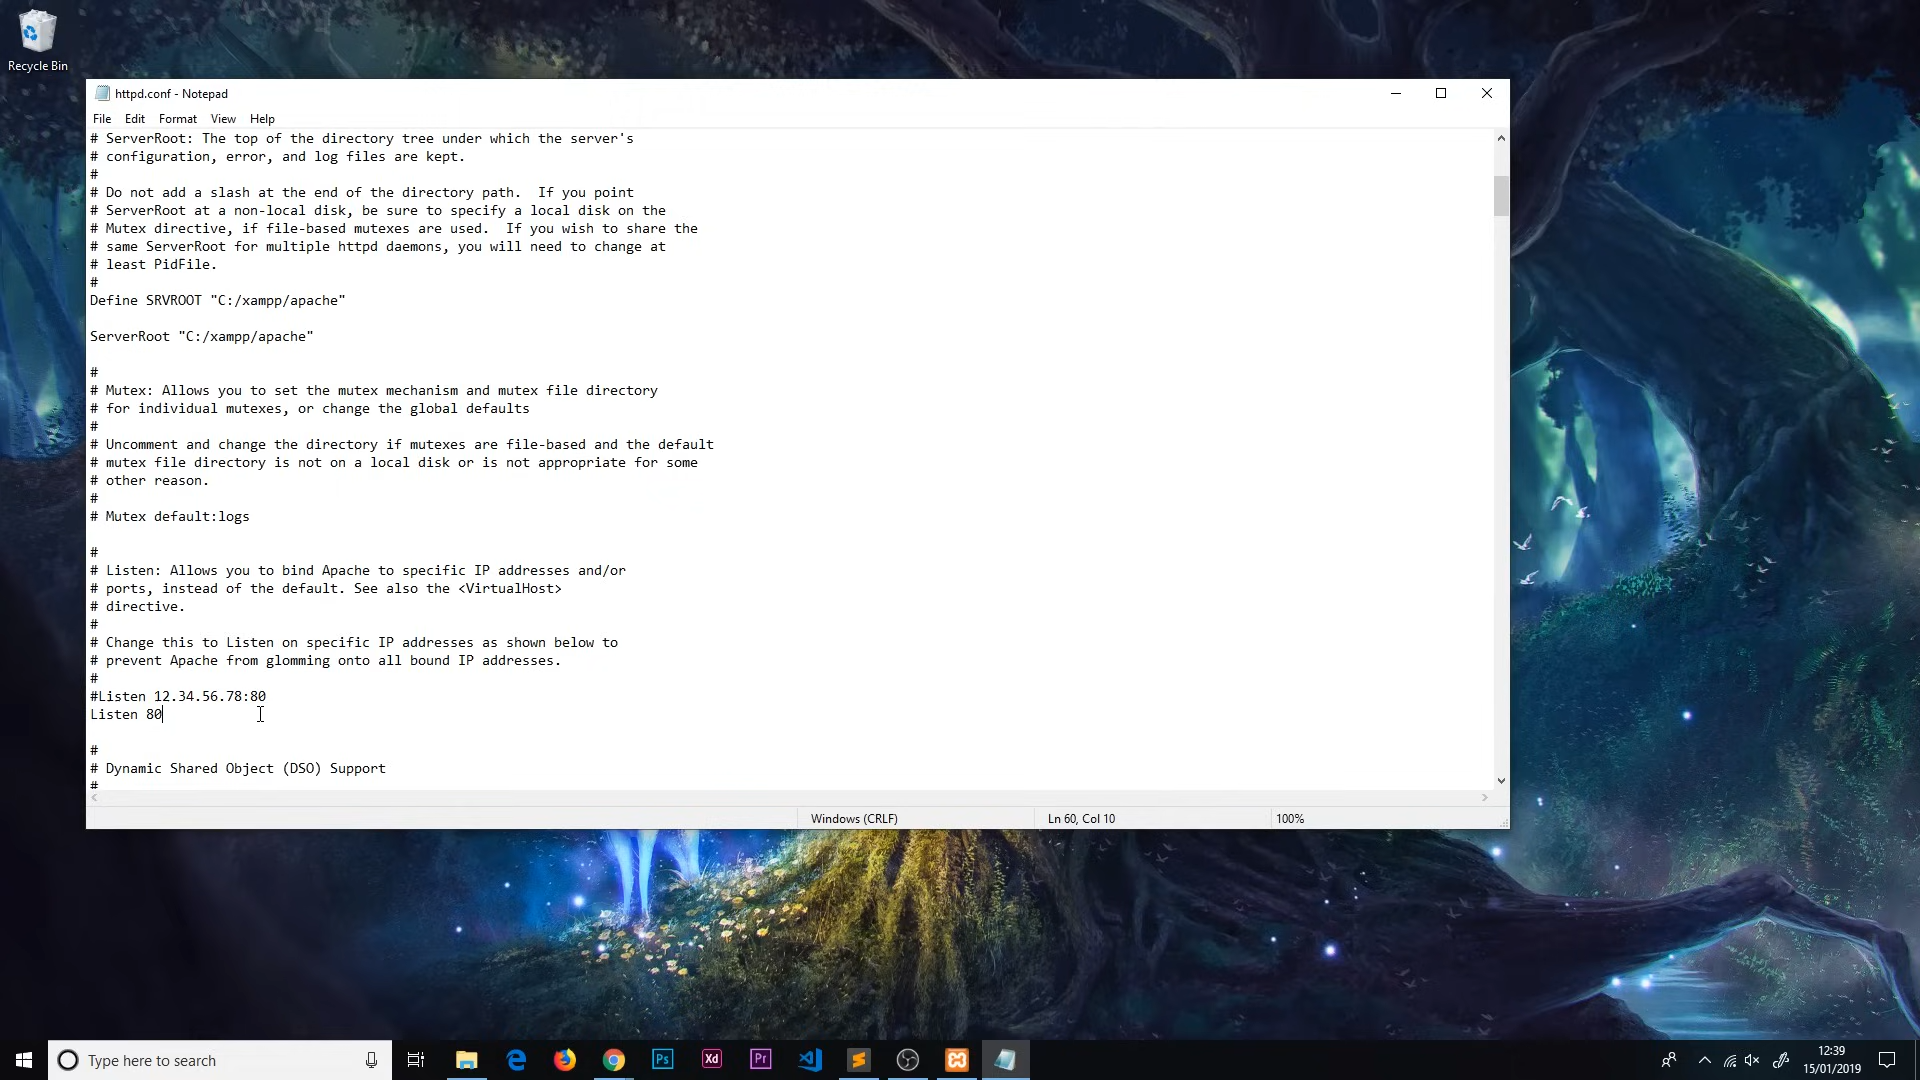 Recycle Bin
httpd.conf - Notepad
File Edit Format View Help
# ServerRoot: The top of the directory tree under which the server's
# configuration, error, and log files are kept.
#
# Do not add a slash at the end of the directory path.  If you point
# ServerRoot at a non-local disk, be sure to specify a local disk on the
# Mutex directive, if file-based mutexes are used.  If you wish to share the
# same ServerRoot for multiple httpd daemons, you will need to change at
# least PidFile.
#
Define SRVROOT "C:/xampp/apache"
ServerRoot "C:/xampp/apache"
#
# Mutex: Allows you to set the mutex mechanism and mutex file directory
# for individual mutexes, or change the global defaults
#
# Uncomment and change the directory if mutexes are file-based and the default
# mutex file directory is not on a local disk or is not appropriate for some
# other reason.
#
# Mutex default:logs
#
# Listen: Allows you to bind Apache to specific IP addresses and/or
# ports, instead of the default. See also the <VirtualHost>
# directive.
#
# Change this to Listen on specific IP addresses as shown below to
# prevent Apache from glomming onto all bound IP addresses.
#
#Listen 12.34.56.78:80
Listen 80
#
# Dynamic Shared Object (DSO) Support
#
Windows (CRLF) Ln 60, Col 10 100%
Type here to search
Ps Xd Pr
12:39
15/01/2019